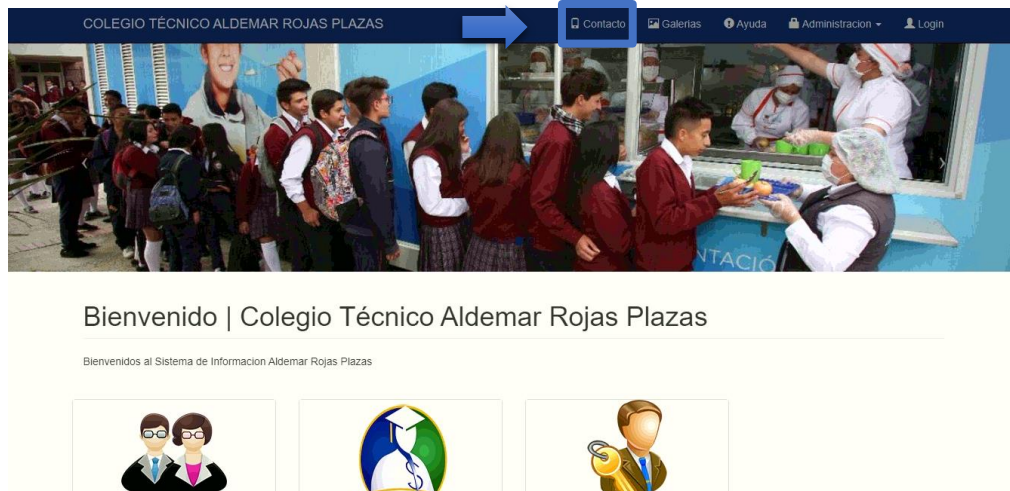 COLEGIO TÉCNICO ALDEMAR ROJAS PLAZAS
Contacto
Galerias
Ayuda
Administracion
Login
NTACIÓ
Bienvenido | Colegio Técnico Aldemar Rojas Plazas
Bienvenidos al Sistema de Informacion Aldemar Rojas Plazas